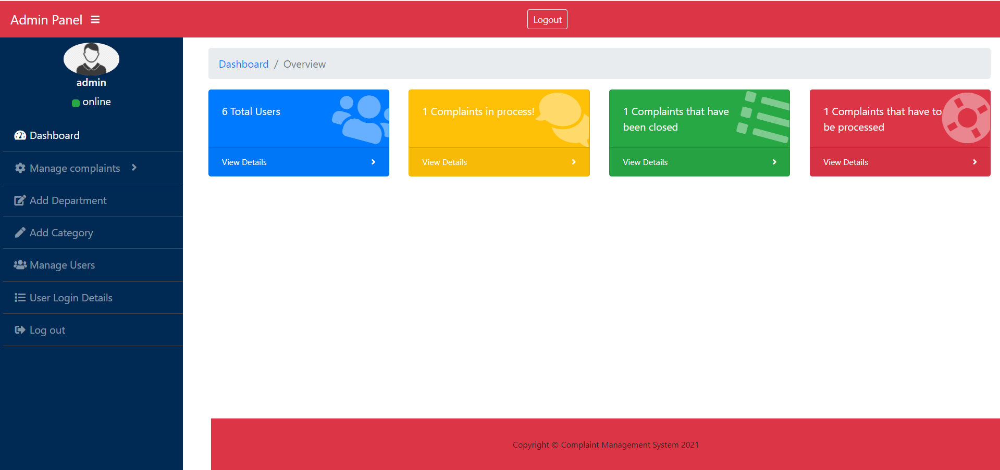 Admin Panel
Logout
admin
online
Dashboard
Manage complaints
Add Department
Add Category
Manage Users
User Login Details
Log out
Dashboard / Overview
6 Total Users
View Details
1 Complaints in process!
View Details
1 Complaints that have
been closed
View Details
1 Complaints that have to
be processed
View Details
Copyright © Complaint Management System 2021